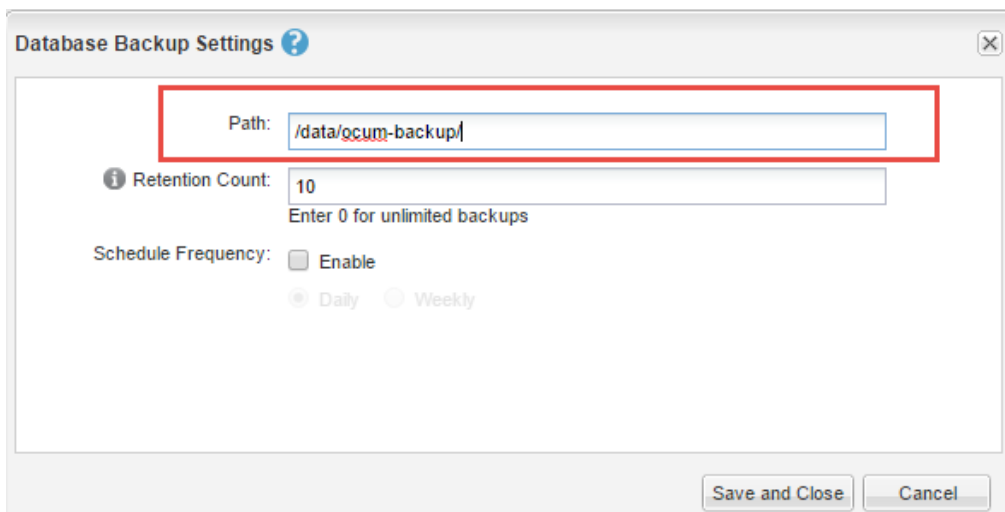 Database Backup Settings ?
Path: /data/ocum-backup/
i Retention Count: 10
Enter 0 for unlimited backups
Schedule Frequency: Enable
Daily Weekly
Save and Close Cancel